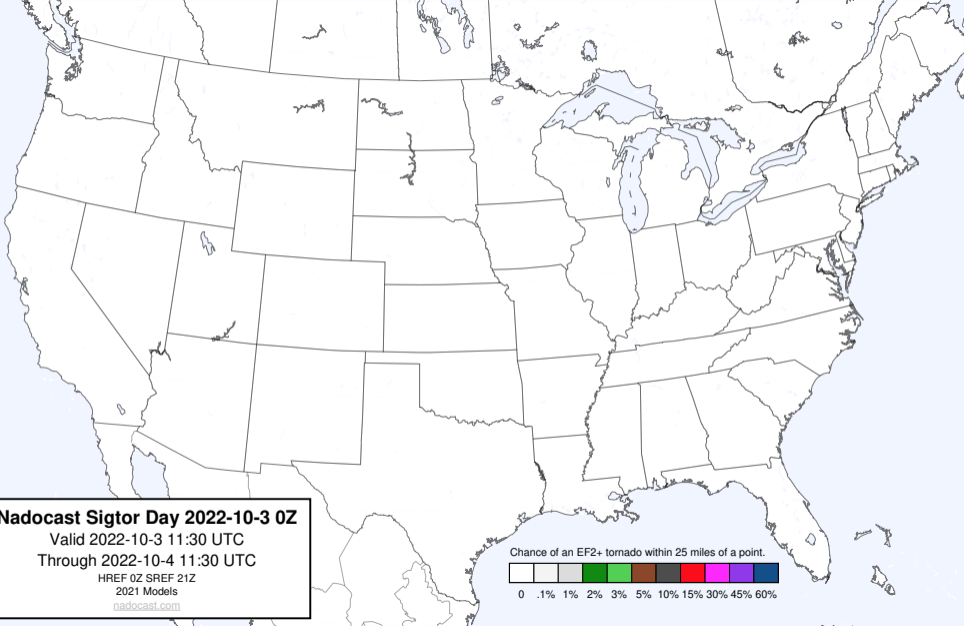 Nadocast Sigtor Day 2022-10-3 0Z
Valid 2022-10-3 11:30 UTC
Through 2022-10-4 11:30 UTC
HREF 0Z SREF 21Z
2021 Models
nadocast.com
Chance of an EF2+ tornado within 25 miles of a point.
0 .1% 1% 2% 3% 5% 10% 15% 30% 45% 60%